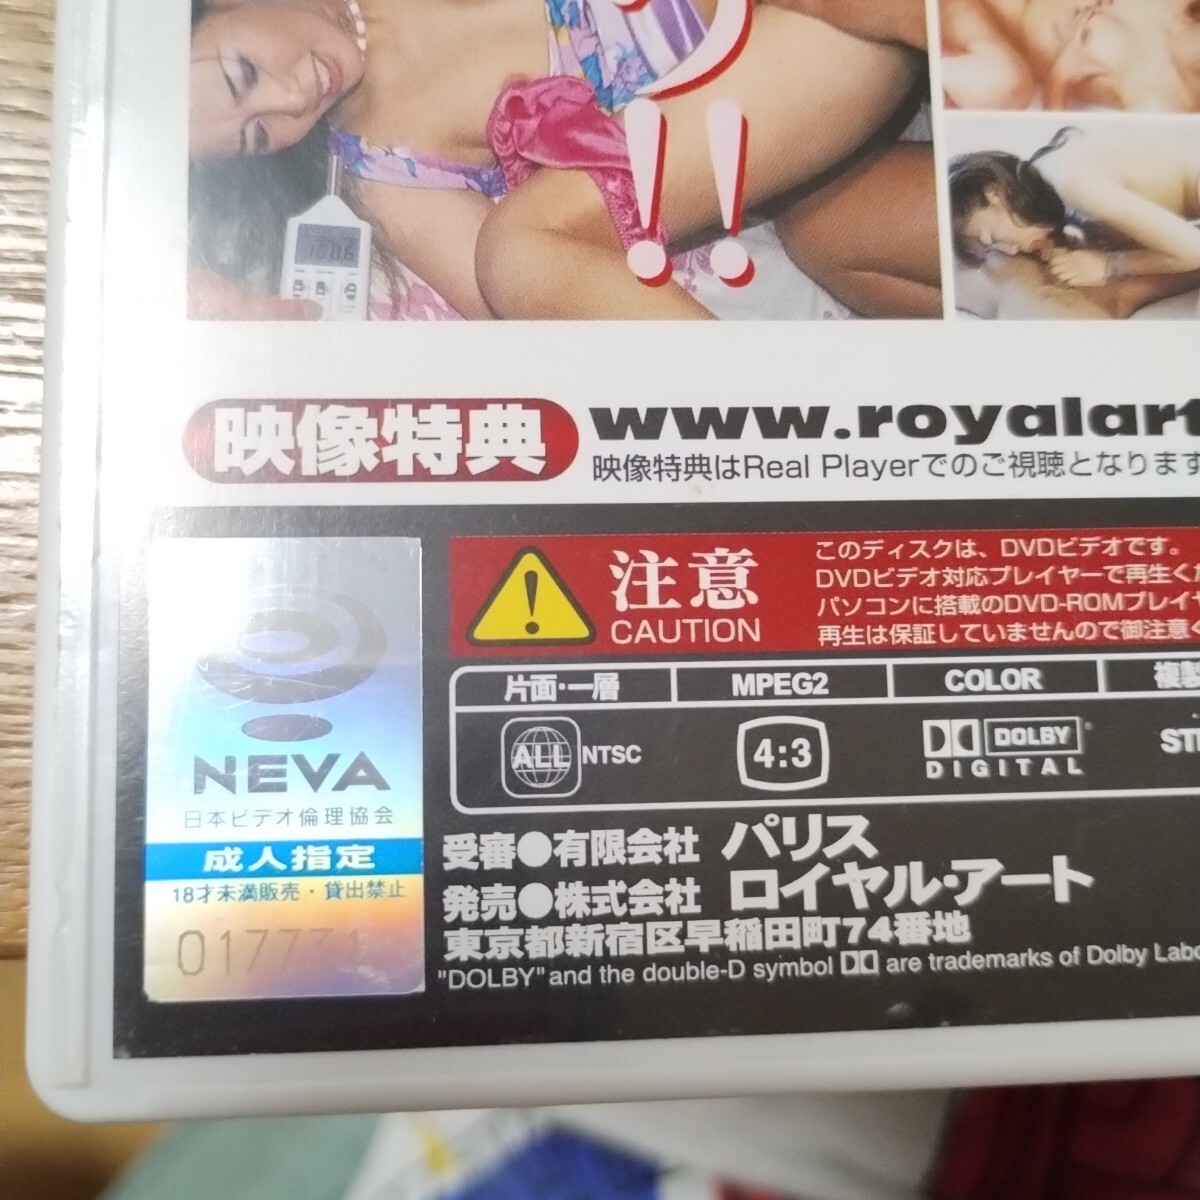 !!
映像特典
www.royalart
映像特典はReal Playerでのご視聴となります
注意
CAUTION
このディスクは、DVDビデオです。
DVDビデオ対応プレイヤーで再生くだ
パソコンに搭載のDVD-ROMプレイヤ
再生は保証していませんので御注意く
片面・一層
MPEG2
COLOR
複製
ALL
NTSC
4:3
DOLBY
DIGITAL
NEVA
日本ビデオ倫理協会
成人指定
18才未満販売・貸出禁止
受審●有限会社 パリス
発売●株式会社 ロイヤル・アート
東京都新宿区早稲田町74番地
"DOLBY" and the double-D symbol are trademarks of Dolby